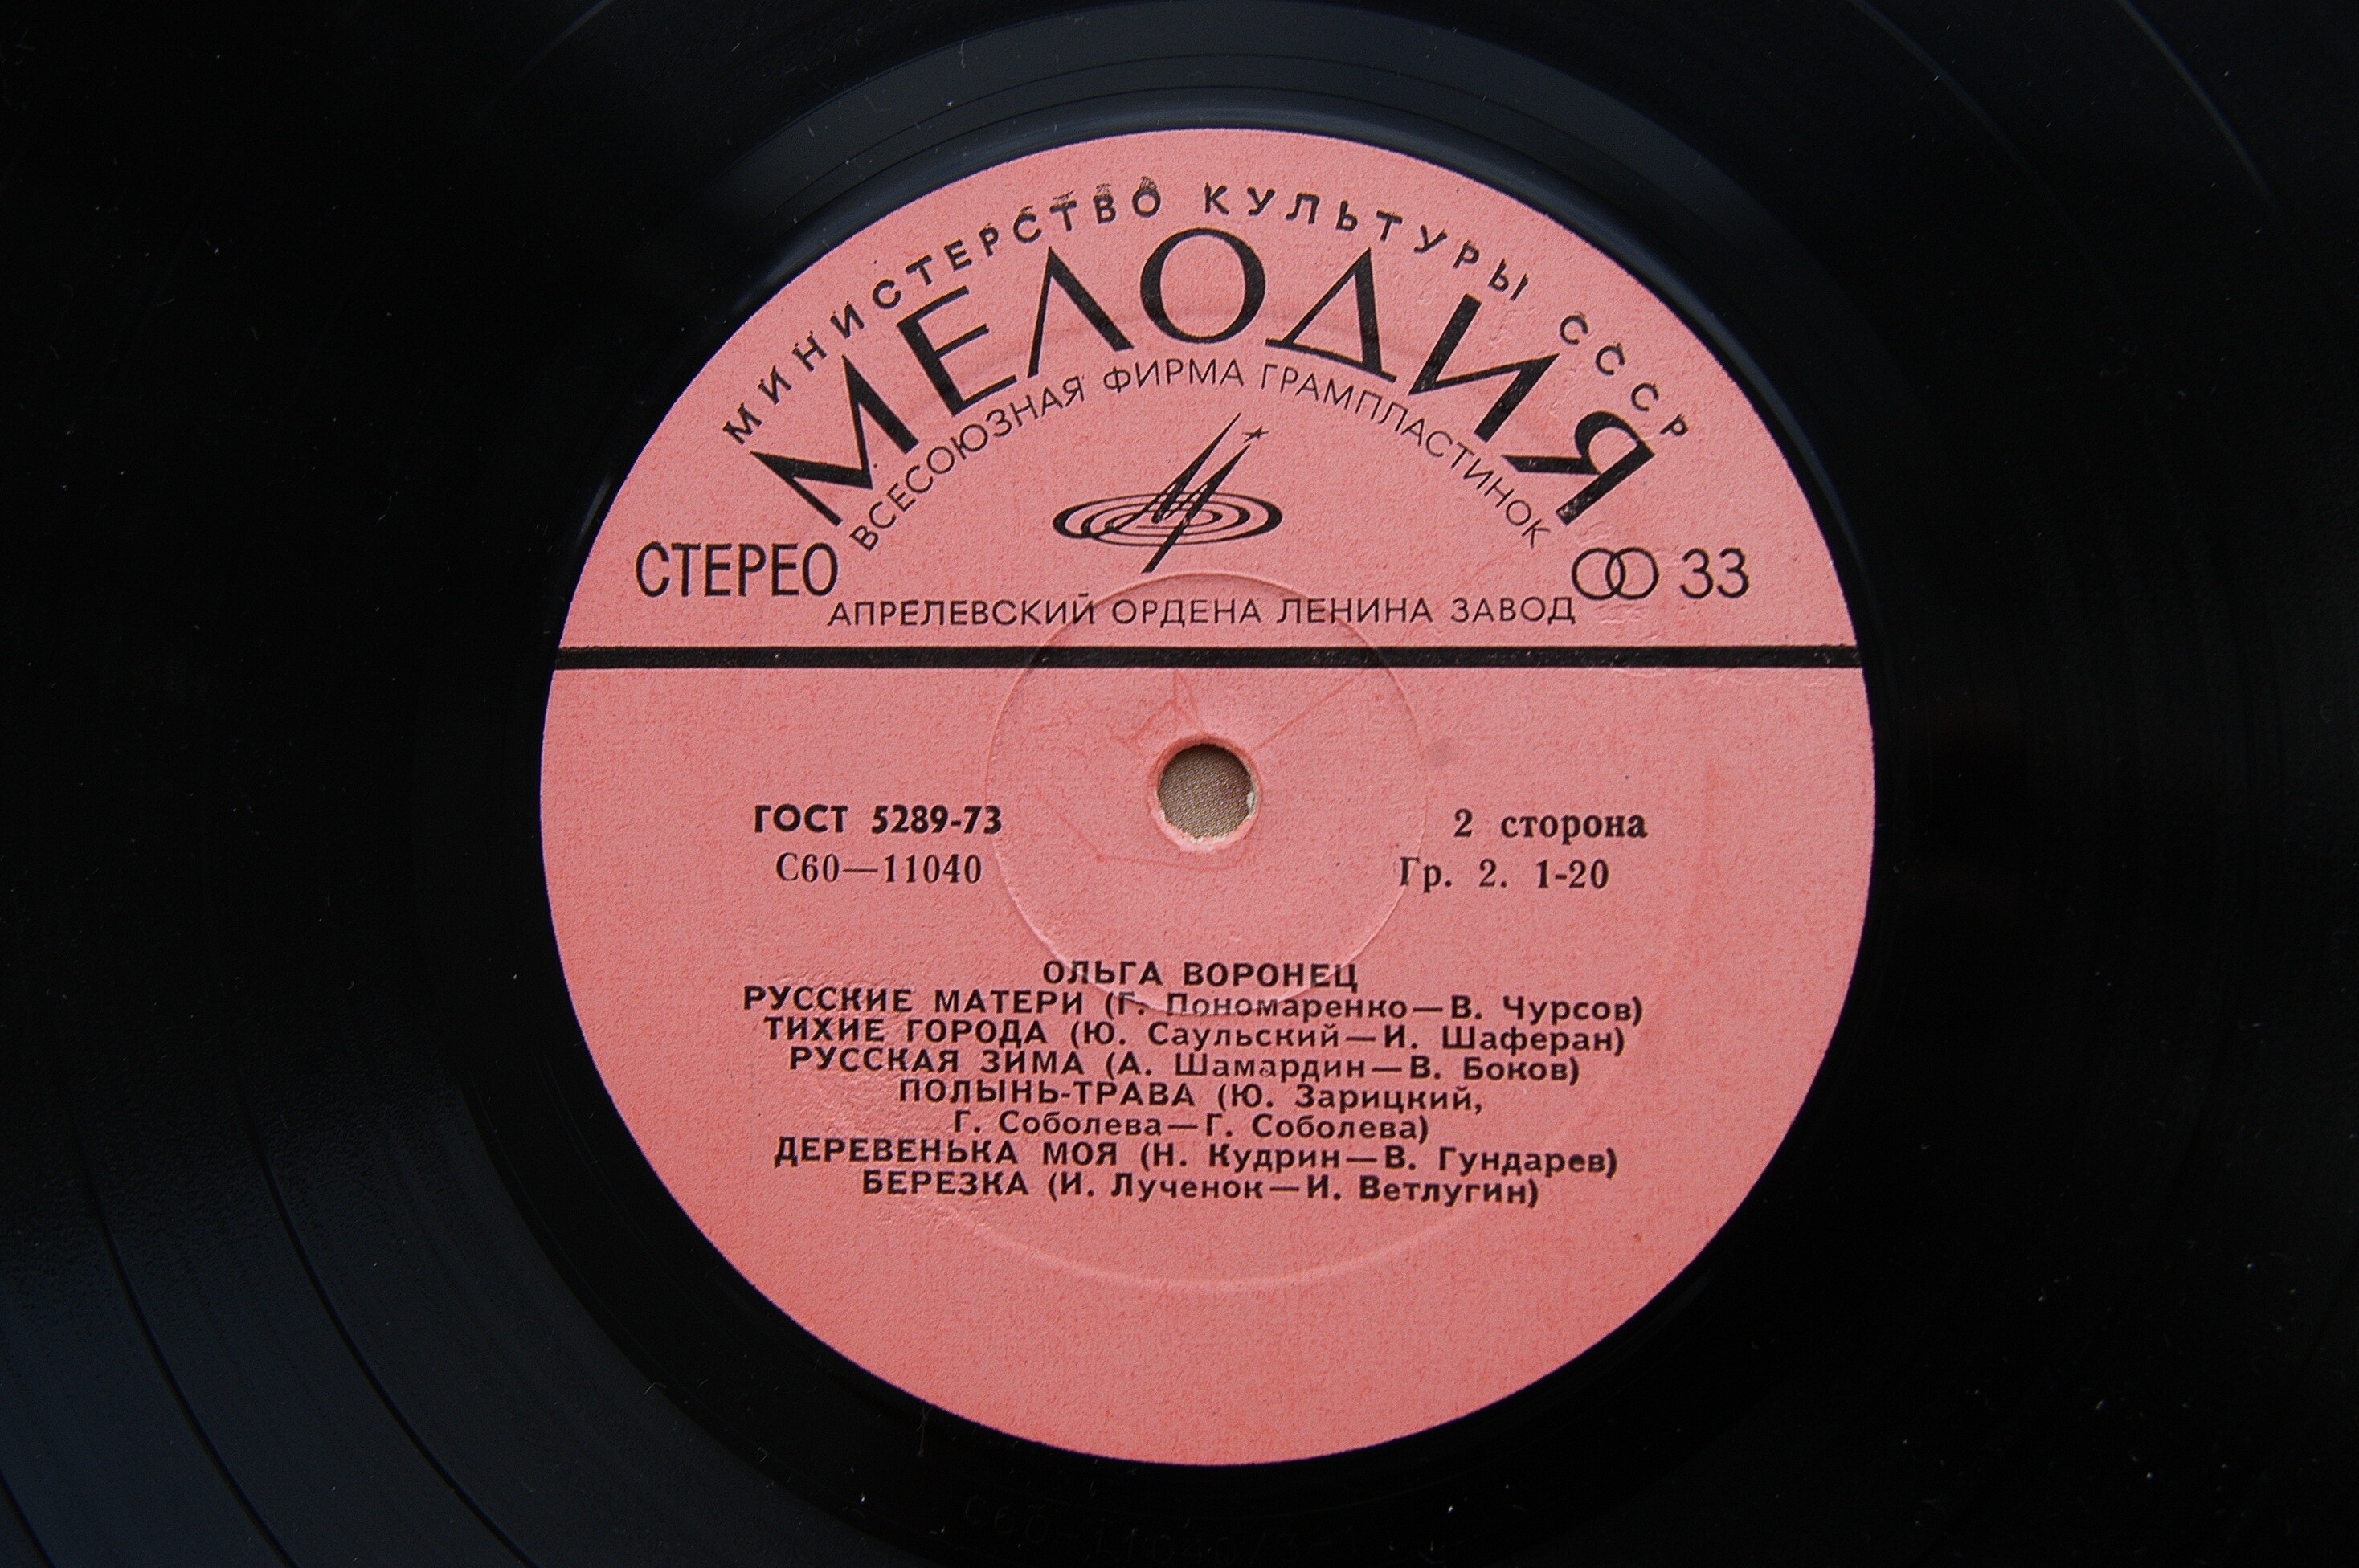 МИНИСТЕРСТВО КУЛЬТУРЫ СССР
МЕЛОДИЯ
ВСЕСОЮЗНАЯ ФИРМА ГРАМПЛАСТИНОК
СТЕРЕО
33
АПРЕЛЕВСКИЙ ОРДЕНА ЛЕНИНА ЗАВОД
ГОСТ 5289-73
2 сторона
С60—11040
Гр. 2. 1-20
ОЛЬГА ВОРОНЕЦ
РУССКИЕ МАТЕРИ (Г. Пономаренко—В. Чурсов)
ТИХИЕ ГОРОДА (Ю. Саульский—И. Шаферан)
РУССКАЯ ЗИМА (А. Шамардин—В. Боков)
ПОЛЫНЬ-ТРАВА (Ю. Зарицкий,
Г. Соболева—Г. Соболева)
ДЕРЕВЕНЬКА МОЯ (Н. Кудрин—В. Гундарев)
БЕРЕЗКА (И. Лученок—И. Ветлугин)